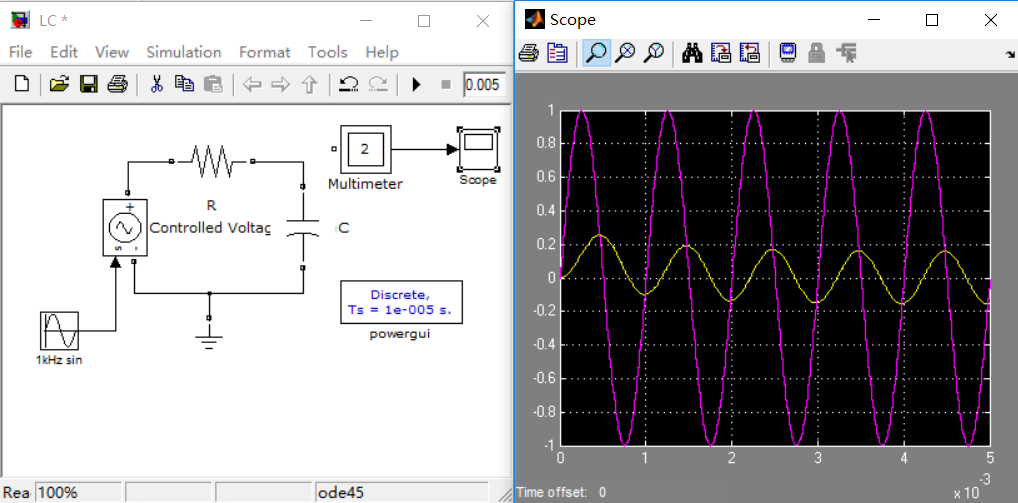 LC *
File Edit View Simulation Format Tools Help
0.005
2
Multimeter
Scope
R
+
Controlled Voltag
C
s
-
Discrete,
Ts = 1e-005 s.
powergui
1kHz sin
Rea 100%
ode45
Scope
1
0.8
0.6
0.4
0.2
0
-0.2
-0.4
-0.6
-0.8
-1
0 1 2 3 4 5
Time offset: 0
x 10 -3